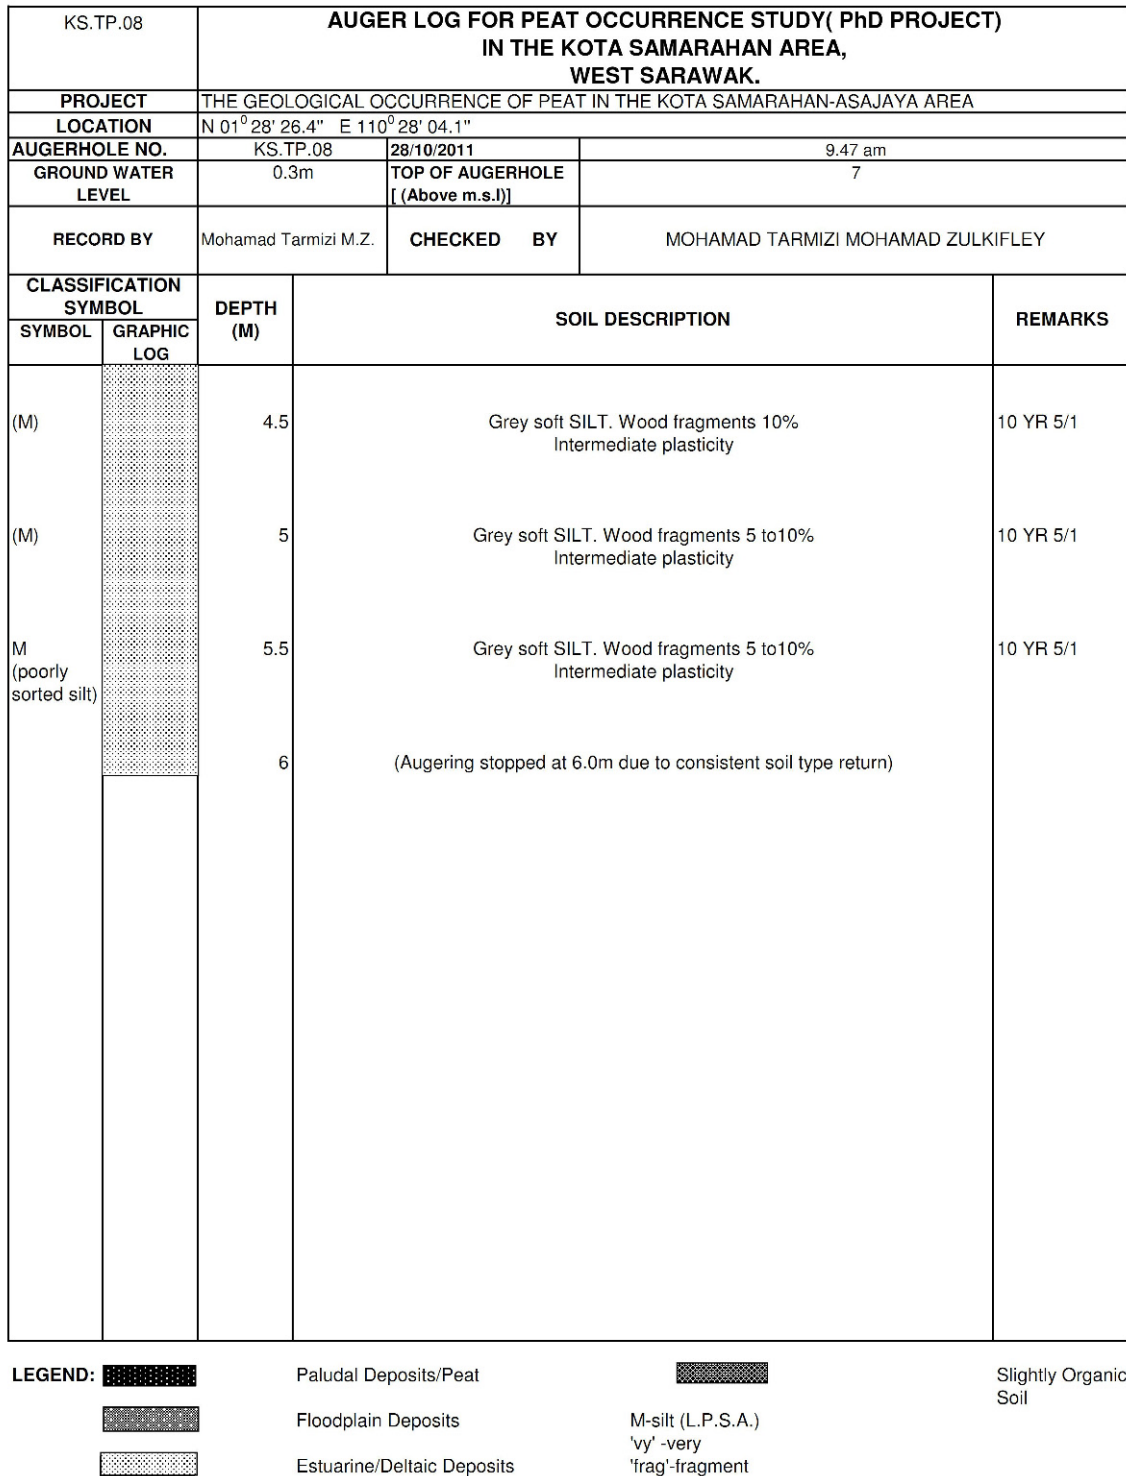 KS.TP.08
AUGER LOG FOR PEAT OCCURRENCE STUDY( PhD PROJECT)
IN THE KOTA SAMARAHAN AREA,
WEST SARAWAK.
PROJECT THE GEOLOGICAL OCCURRENCE OF PEAT IN THE KOTA SAMARAHAN-ASAJAYA AREA
LOCATION N 01⁰ 28' 26.4" E 110⁰ 28' 04.1"
AUGERHOLE NO. KS.TP.08 28/10/2011 9.47 am
GROUND WATER LEVEL 0.3m TOP OF AUGERHOLE [ (Above m.s.l)] 7
RECORD BY Mohamad Tarmizi M.Z. CHECKED BY MOHAMAD TARMIZI MOHAMAD ZULKIFLEY
CLASSIFICATION
SYMBOL
SYMBOL GRAPHIC
LOG
DEPTH
(M)
SOIL DESCRIPTION
REMARKS
(M) 4.5 Grey soft SILT. Wood fragments 10% 10 YR 5/1
Intermediate plasticity
(M) 5 Grey soft SILT. Wood fragments 5 to10% 10 YR 5/1
Intermediate plasticity
M 5.5 Grey soft SILT. Wood fragments 5 to10% 10 YR 5/1
(poorly Intermediate plasticity
sorted silt)
6 (Augering stopped at 6.0m due to consistent soil type return)
LEGEND: Paludal Deposits/Peat Slightly Organic
Soil
Floodplain Deposits M-silt (L.P.S.A.)
'vy' -very
Estuarine/Deltaic Deposits 'frag'-fragment